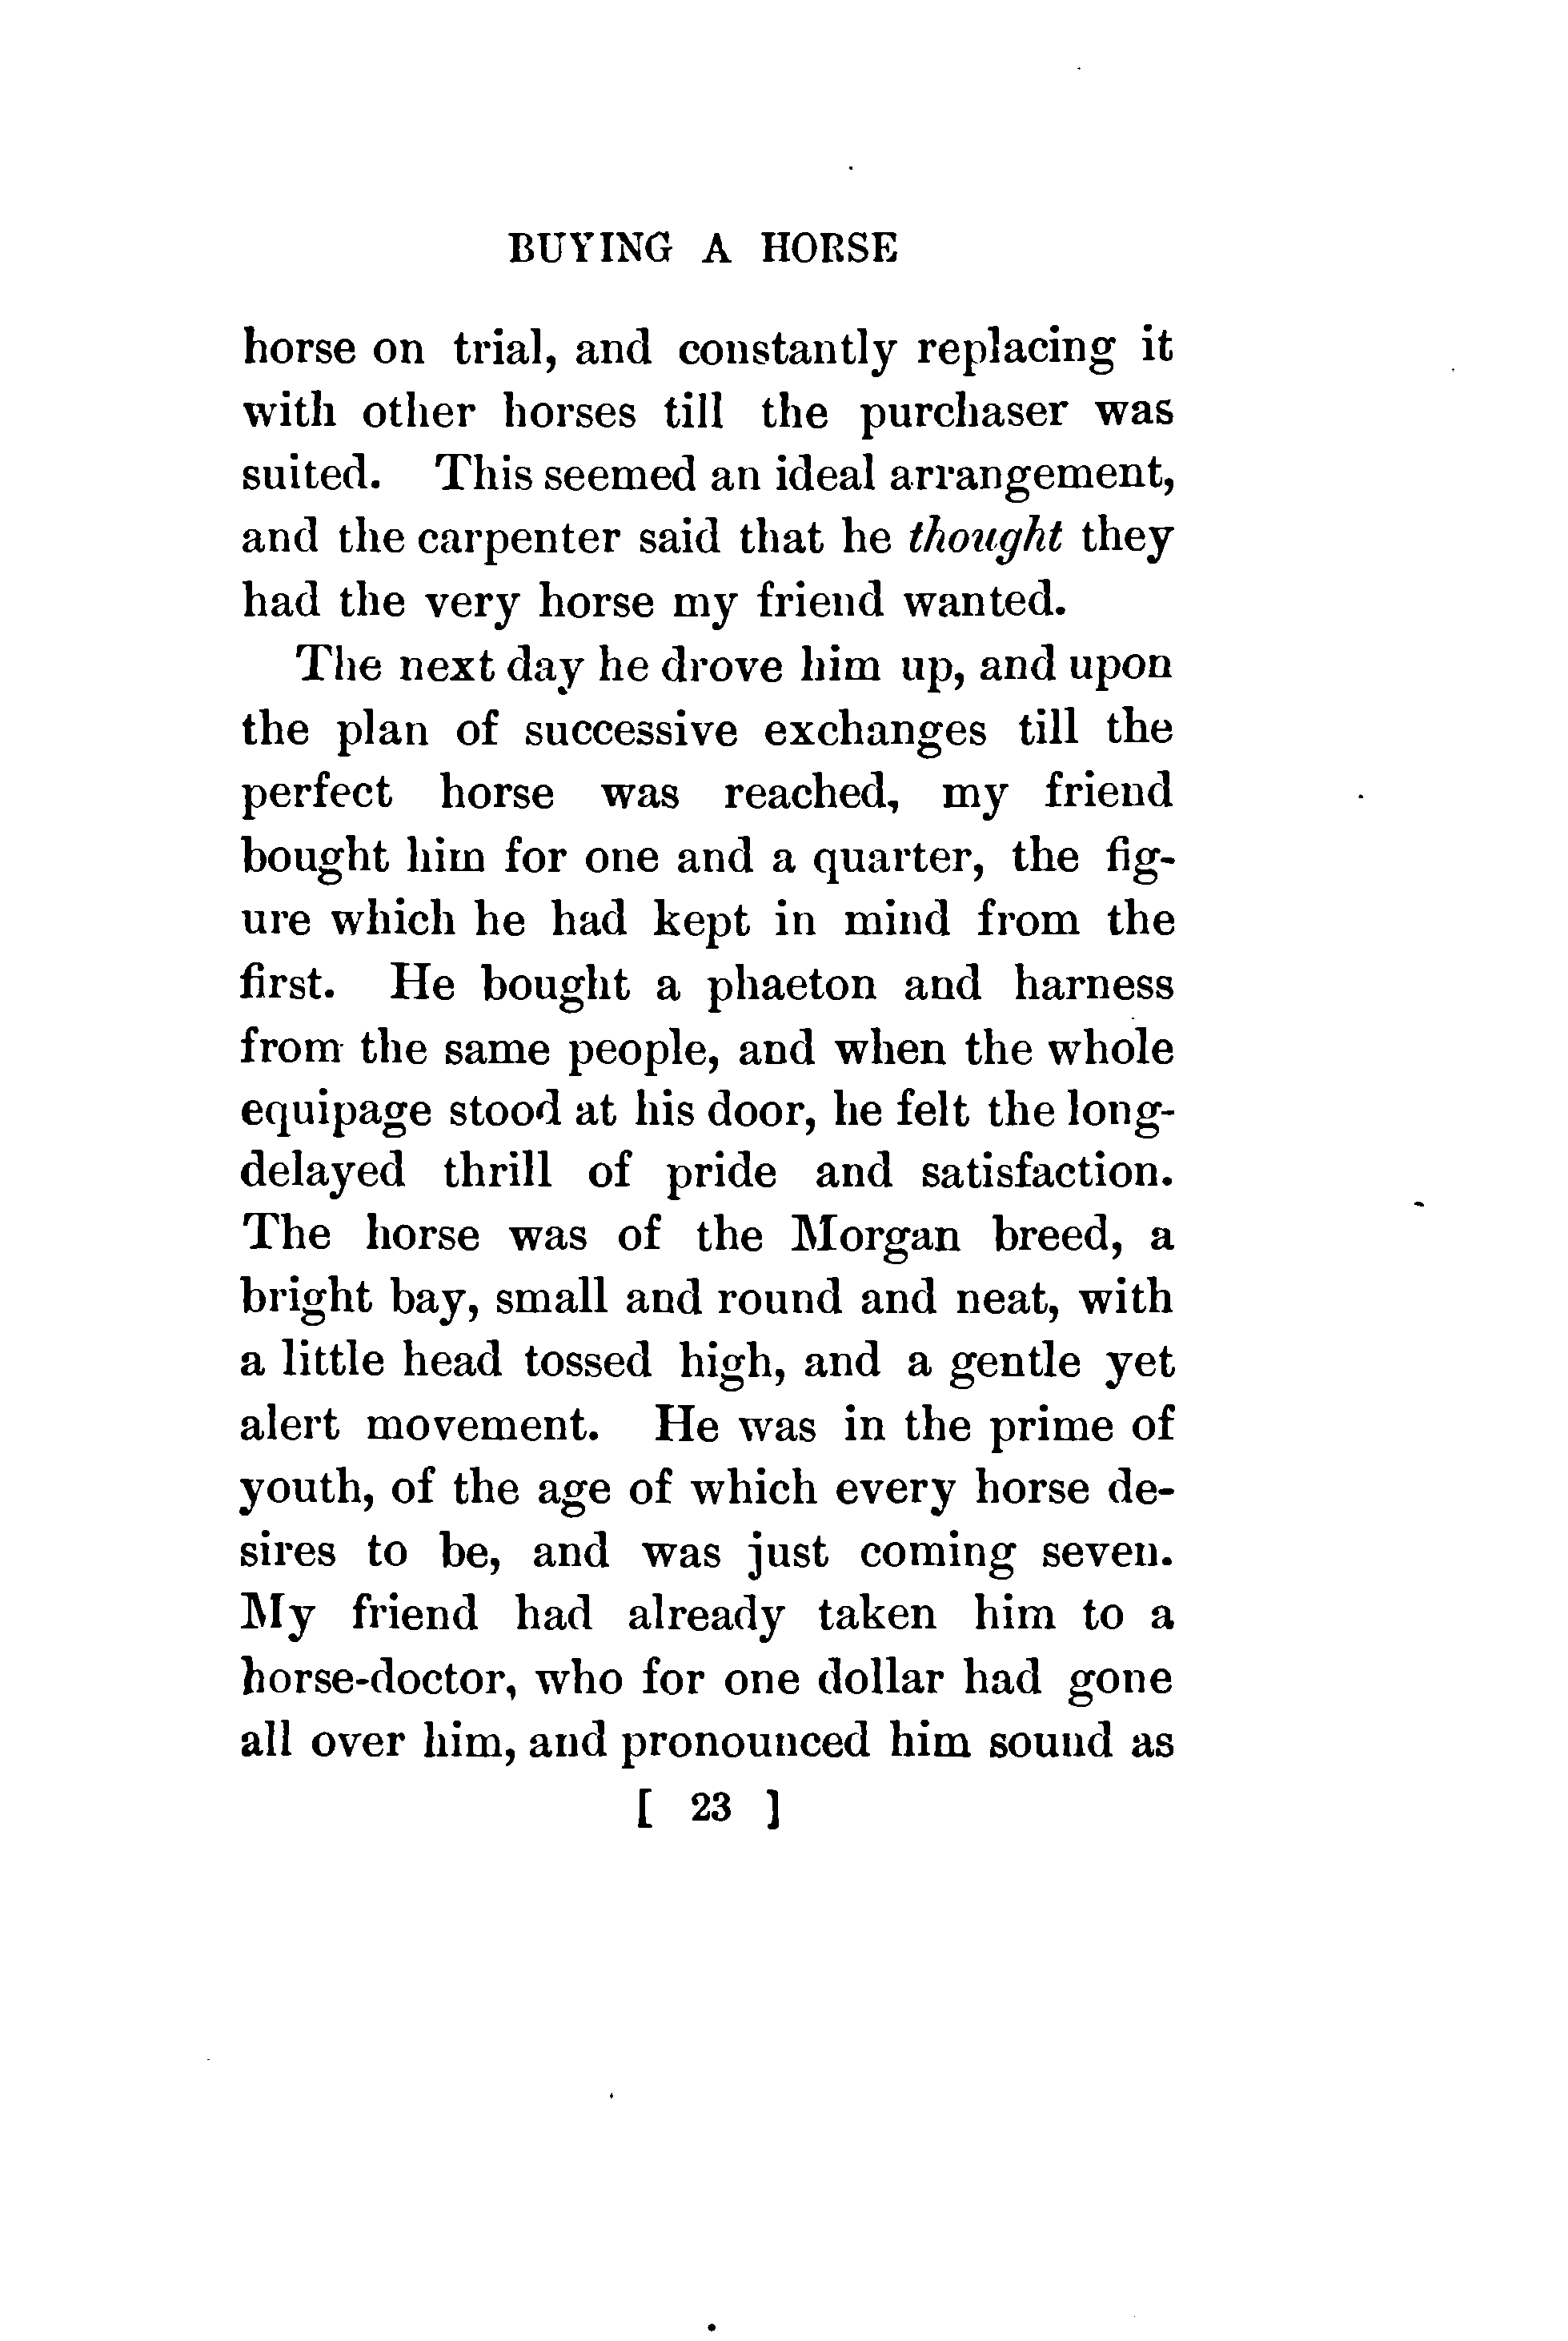 BUYING A HORSE
horse on trial, and constantly replacing it
with other horses till the purchaser was
suited. This seemed an ideal arrangement,
and the carpenter said that he thought they
had the very horse my friend wanted.
The next day he drove him up, and upon
the plan of successive exchanges till the
perfect horse was reached, my friend
bought him for one and a quarter, the fig-
ure which he had kept in mind from the
first. He bought a phaeton and harness
from the same people, and when the whole
equipage stood at his door, he felt the long-
delayed thrill of pride and satisfaction.
The horse was of the Morgan breed, a
bright bay, small and round and neat, with
a little head tossed high, and a gentle yet
alert movement. He was in the prime of
youth, of the age of which every horse de-
sires to be, and was just coming seven.
My friend had already taken him to a
horse-doctor, who for one dollar had gone
all over him, and pronounced him sound as
[ 23 ]